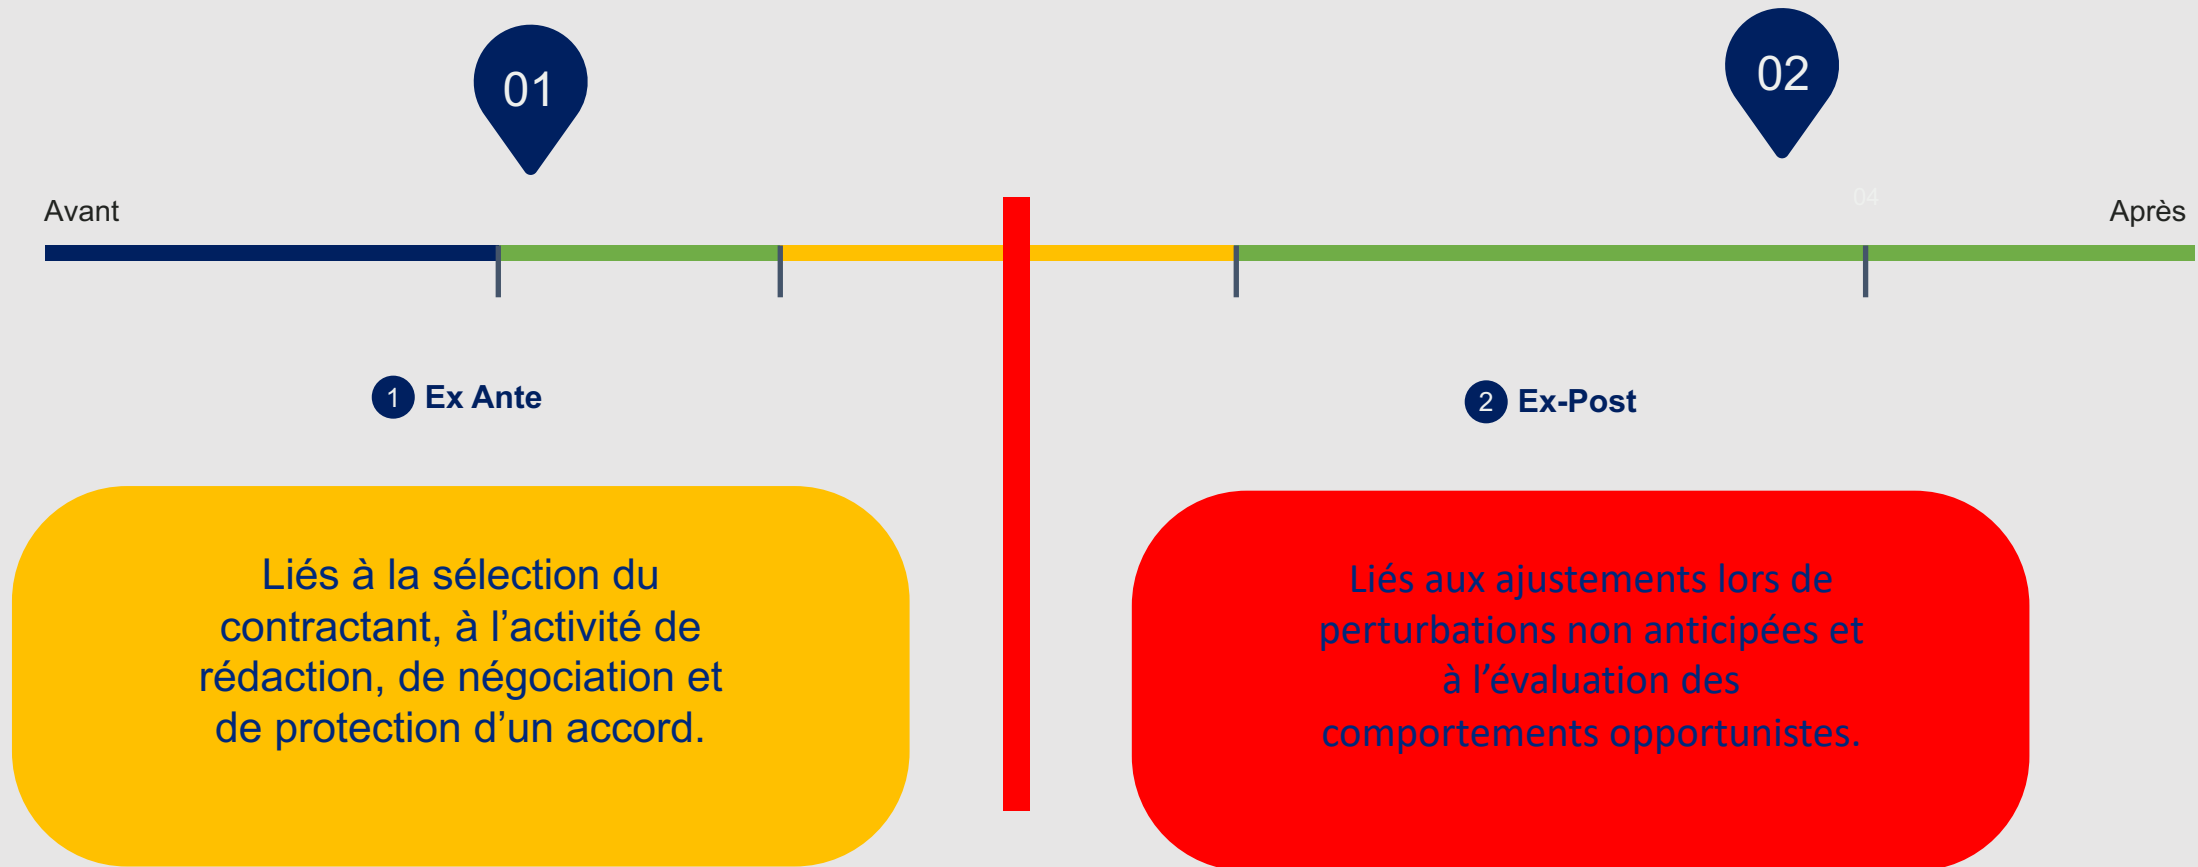 01
02
04
Avant
Après
1 Ex Ante
2 Ex-Post
Liés à la sélection du
contractant, à l’activité de
rédaction, de négociation et
de protection d’un accord.
Liés aux ajustements lors de
perturbations non anticipées et
à l’évaluation des
comportements opportunistes.